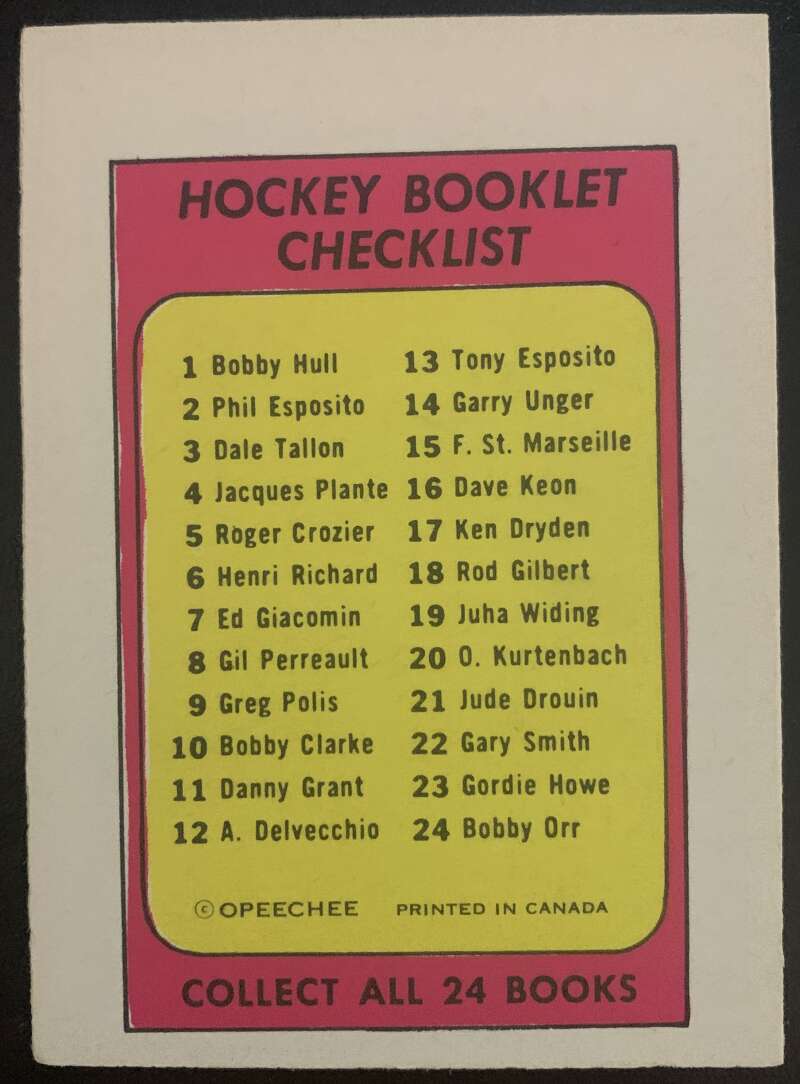 HOCKEY BOOKLET
CHECKLIST
1 Bobby Hull
2 Phil Esposito
3 Dale Tallon
4 Jacques Plante
5 Roger Crozier
6 Henri Richard
7 Ed Giacomin
8 Gil Perreault
9 Greg Polis
10 Bobby Clarke
11 Danny Grant
12 A. Delvecchio
13 Tony Esposito
14 Garry Unger
15 F. St. Marseille
16 Dave Keon
17 Ken Dryden
18 Rod Gilbert
19 Juha Widing
20 O. Kurtenbach
21 Jude Drouin
22 Gary Smith
23 Gordie Howe
24 Bobby Orr
© OPEECHEE PRINTED IN CANADA
COLLECT ALL 24 BOOKS